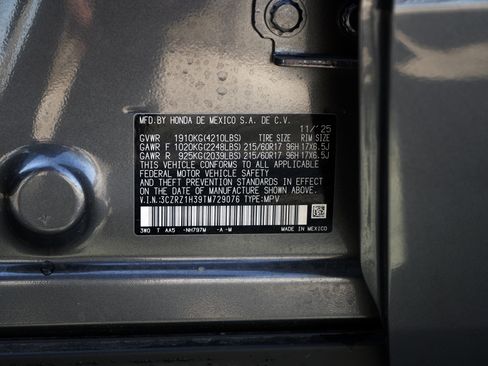 MFD.BY HONDA DE MEXICO S.A. DE C.V.
11/'25
GVWR 1910KG(4210LBS) TIRE SIZE RIM SIZE
GAWR F 1020KG(2248LBS) 215/60R17 96H 17X6.5J
GAWR R 925KG(2039LBS) 215/60R17 96H 17X6.5J
THIS VEHICLE CONFORMS TO ALL APPLICABLE
FEDERAL MOTOR VEHICLE SAFETY
AND THEFT PREVENTION STANDARDS IN EFFECT
ON THE DATE OF MANUFACTURE SHOWN ABOVE.
V.I.N.:3CZRZ1H39TM729076 TYPE:MPV
3W0 T AA5 -NH797M -A -M MADE IN MEXICO